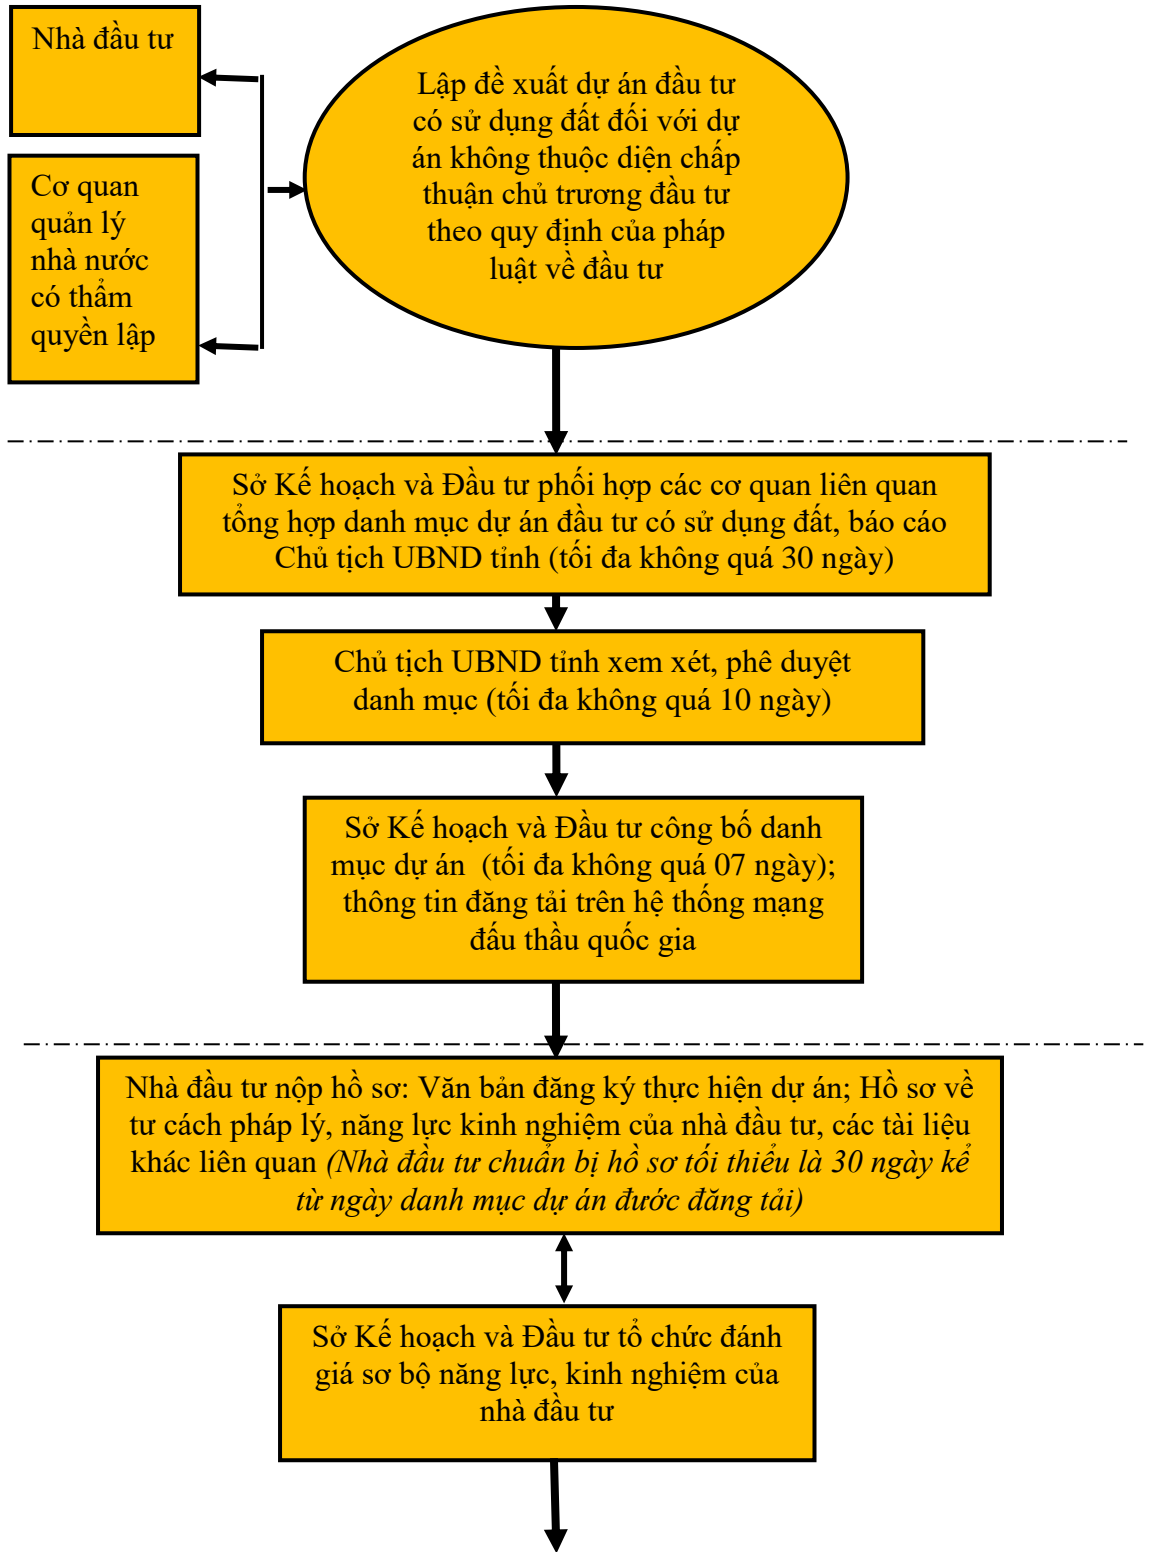 Nhà đầu tư
Cơ quan
quản lý
nhà nước
có thẩm
quyền lập
Lập đề xuất dự án đầu tư
có sử dụng đất đối với dự
án không thuộc diện chấp
thuận chủ trương đầu tư
theo quy định của pháp
luật về đầu tư
Sở Kế hoạch và Đầu tư phối hợp các cơ quan liên quan
tổng hợp danh mục dự án đầu tư có sử dụng đất, báo cáo
Chủ tịch UBND tỉnh (tối đa không quá 30 ngày)
Chủ tịch UBND tỉnh xem xét, phê duyệt
danh mục (tối đa không quá 10 ngày)
Sở Kế hoạch và Đầu tư công bố danh
mục dự án (tối đa không quá 07 ngày);
thông tin đăng tải trên hệ thống mạng
đấu thầu quốc gia
Nhà đầu tư nộp hồ sơ: Văn bản đăng ký thực hiện dự án; Hồ sơ về
tư cách pháp lý, năng lực kinh nghiệm của nhà đầu tư, các tài liệu
khác liên quan (Nhà đầu tư chuẩn bị hồ sơ tối thiểu là 30 ngày kể
từ ngày danh mục dự án đước đăng tải)
Sở Kế hoạch và Đầu tư tổ chức đánh
giá sơ bộ năng lực, kinh nghiệm của
nhà đầu tư